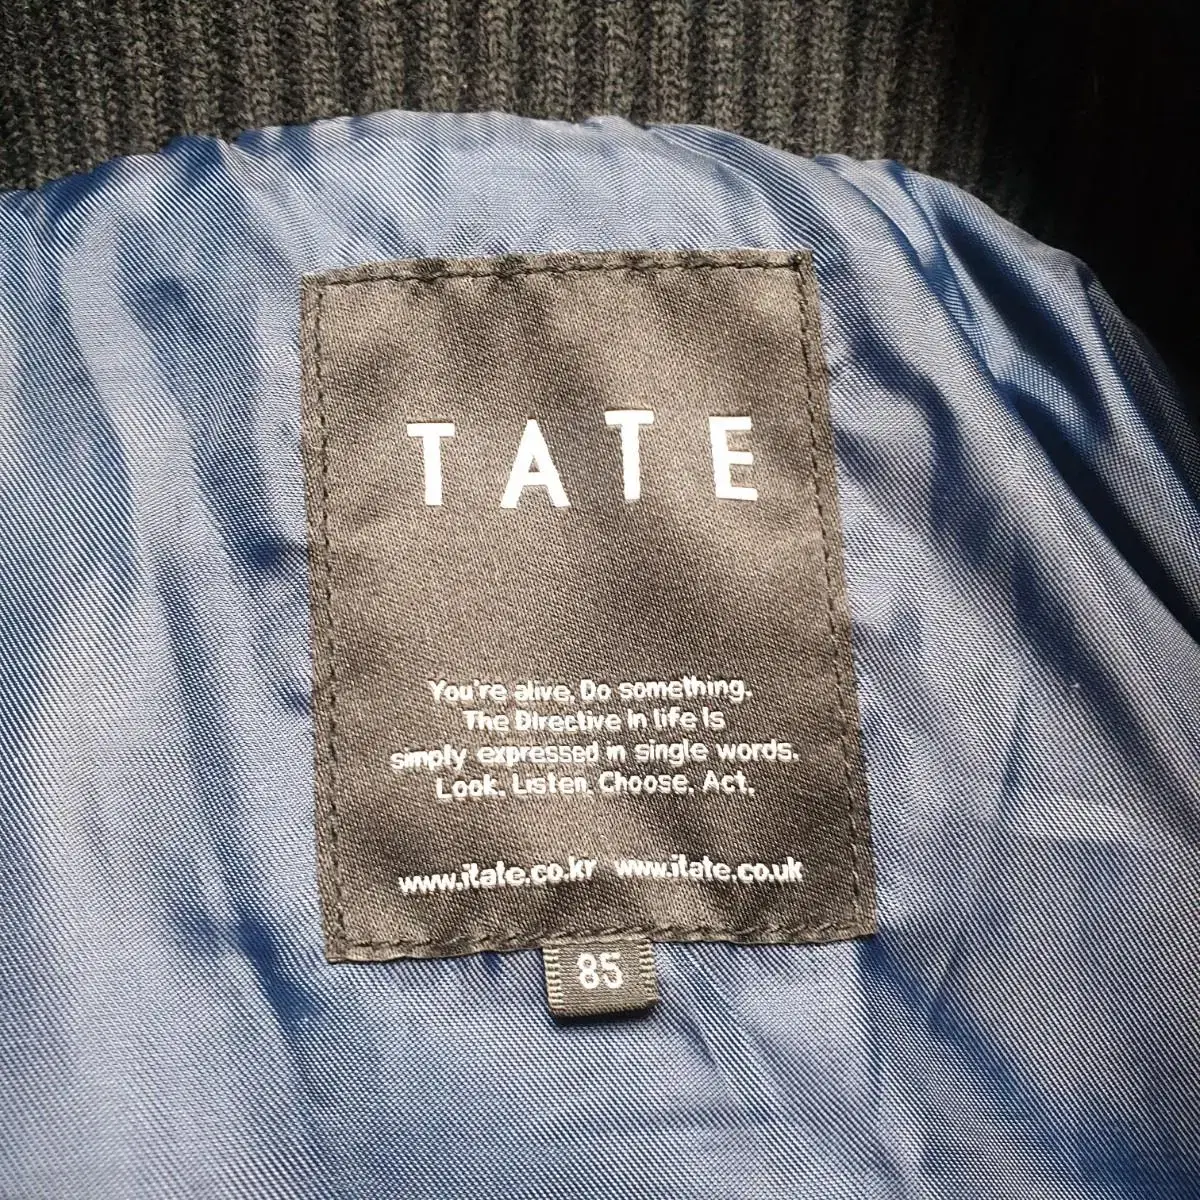 TATE
You're alive. Do something.
The Directive in life is
simply expressed in single words.
Look. Listen. Choose. Act.
www.itate.co.kr www.itate.co.uk
85